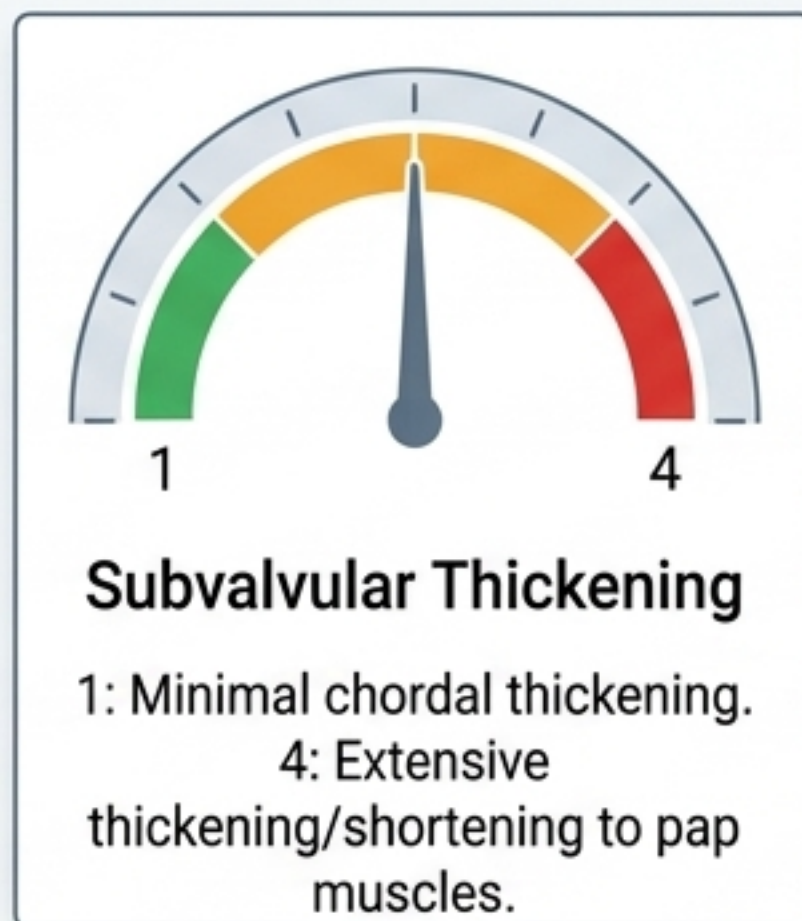 1
4
Subvalvular Thickening
1: Minimal chordal thickening.
4: Extensive
thickening/shortening to pap
muscles.